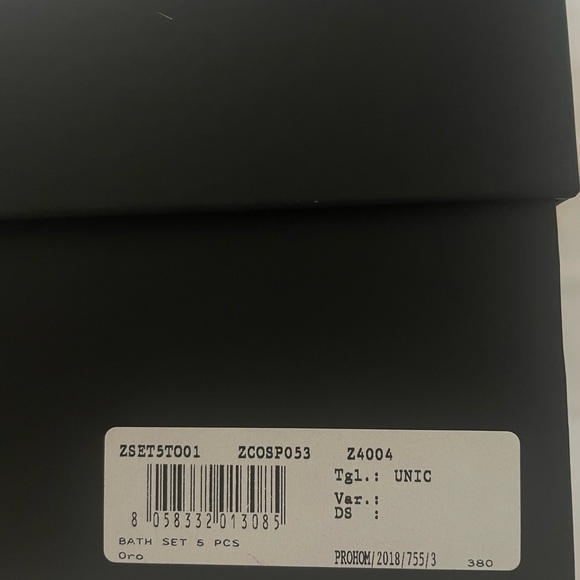 ZSET5T001 ZCOSP053 Z4004
Tgl.: UNIC
Var.:
DS :
8 058332 013085
BATH SET 5 PCS
Oro
PROHOM/2018/755/3 380